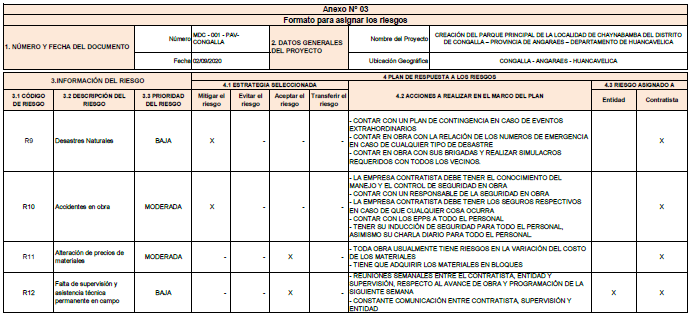 Anexo N° 03
Formato para asignar los riesgos
1. NÚMERO Y FECHA DEL DOCUMENTO
Número
MDC - 001 - PAV-
CONGALLA
Fecha
02/09/2020
2. DATOS GENERALES
DEL PROYECTO
Nombre del Proyecto
CREACIÓN DEL PARQUE PRINCIPAL DE LA LOCALIDAD DE CHAYNABAMBA DEL DISTRITO
DE CONGALLA – PROVINCIA DE ANGARAES – DEPARTAMENTO DE HUANCAVELICA
Ubicación Geográfica
CONGALLA - ANGARAES - HUANCAVELICA
3.INFORMACIÓN DEL RIESGO
4 PLAN DE RESPUESTA A LOS RIESGOS
4.1 ESTRATEGIA SELECCIONADA
4.2 ACCIONES A REALIZAR EN EL MARCO DEL PLAN
4.3 RIESGO ASIGNADO A
3.1 CÓDIGO
DE RIESGO
3.2 DESCRIPCIÓN DEL
RIESGO
3.3 PRIORIDAD
DEL RIESGO
Mitigar el
riesgo
Evitar el
riesgo
Aceptar el
riesgo
Transferir el
riesgo
Entidad
Contratista
R9
Desastres Naturales
BAJA
X
-
-
-
- CONTAR CON UN PLAN DE CONTINGENCIA EN CASO DE EVENTOS
EXTRAHORDINARIOS
- CONTAR EN OBRA CON LA RELACIÓN DE LOS NUMEROS DE EMERGENCIA
EN CASO DE CUALQUIER TIPO DE DESASTRE
- CONTAR EN OBRA CON SUS BRIGADAS Y REALIZAR SIMULACROS
REQUERIDOS CON TODOS LOS VECINOS.
X
R10
Accidentes en obra
MODERADA
X
-
-
-
- LA EMPRESA CONTRATISTA DEBE TENER EL CONOCIMIENTO DEL
MANEJO Y EL CONTROL DE SEGURIDAD EN OBRA
- CONTAR CON UN RESPONSABLE DE LA SEGURIDAD EN OBRA
- LA EMPRESA CONTRATISTA DEBE TENER LOS SEGUROS RESPECTIVOS
EN CASO DE QUE CUALQUIER COSA OCURRA
- CONTAR CON LOS EPPS A TODO EL PERSONAL
- TENER SU INDUCCIÓN DE SEGURIDAD PARA TODO EL PERSONAL,
ASIMISMO SU CHARLA DIARIO PARA TODO EL PERSONAL.
X
R11
Alteración de precios de
materiales
MODERADA
-
-
X
-
- TODA OBRA USUALMENTE TIENE RIESGOS EN LA VARIACIÓN DEL COSTO
DE LOS MATERIALES
- TIENE QUE ADQUIRIR LOS MATERIALES EN BLOQUES
X
R12
Falta de supervisión y
asistencia técnica
permanente en campo
BAJA
-
-
X
-
- REUNIONES SEMANALES ENTRE EL CONTRATISTA, ENTIDAD Y
SUPERVISIÓN, RESPECTO AL AVANCE DE OBRA Y PROGRAMACIÓN DE LA
SIGUIENTE SEMANA
- CONSTANTE COMUNICACIÓN ENTRE CONTRATISTA, SUPERVISIÓN Y
ENTIDAD
X
X